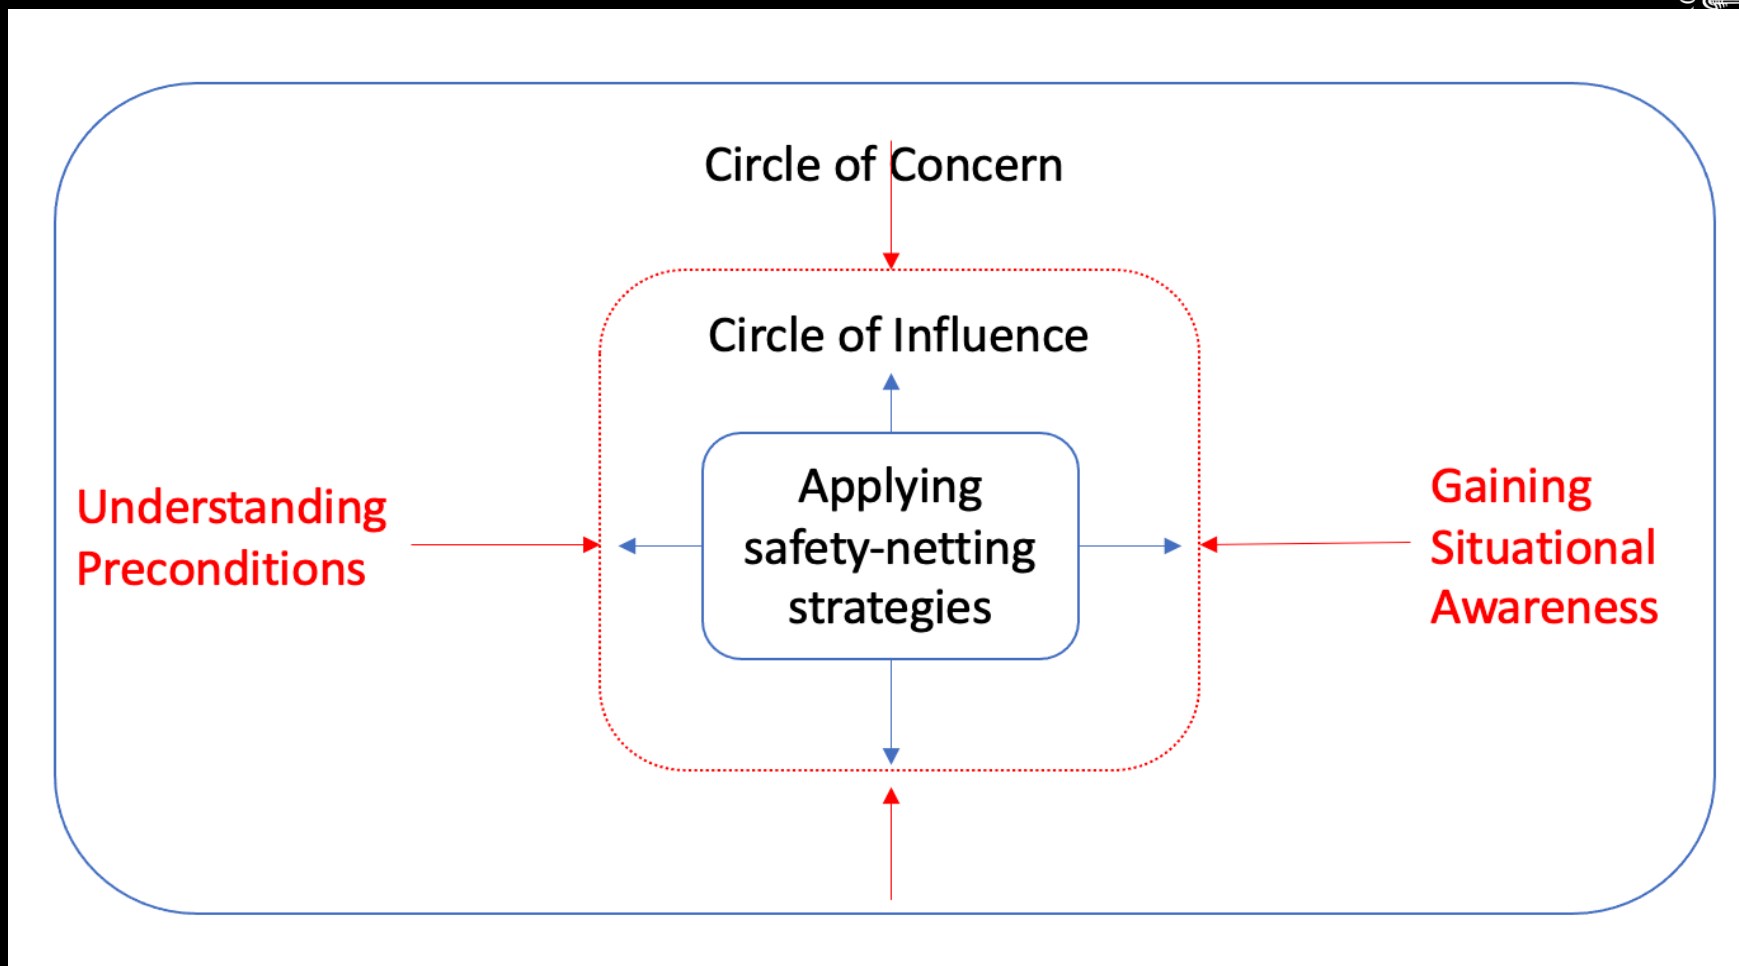 Circle of Concern
Circle of Influence
Understanding
Preconditions
Applying
safety-netting
strategies
Gaining
Situational
Awareness